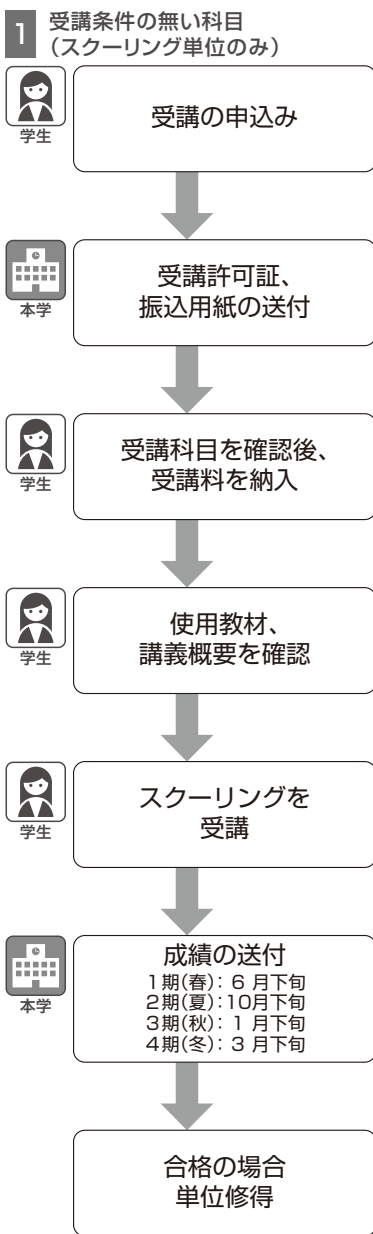 1 受講条件の無い科目
(スクーリング単位のみ)
学生
受講の申込み
本学
受講許可証、
振込用紙の送付
学生
受講科目を確認後、
受講料を納入
学生
使用教材、
講義概要を確認
学生
スクーリングを
受講
本学
成績の送付
1期(春): 6 月下旬
2期(夏):10月下旬
3期(秋): 1 月下旬
4期(冬): 3 月下旬
合格の場合
単位修得